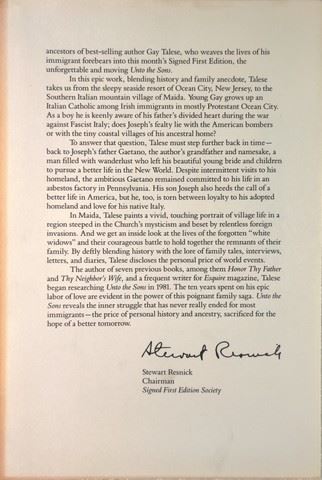 ancestors of best-selling author Gay Talese, who weaves the lives of his
immigrant forebears into this month's Signed First Edition, the
unforgettable and moving Unto the Sons.
In this epic work, blending history and family anecdote, Talese
takes us from the sleepy seaside resort of Ocean City, New Jersey, to the
Southern Italian mountain village of Maida. Young Gay grows up an
Italian Catholic among Irish immigrants in mostly Protestant Ocean City.
As a boy he is keenly aware of his father's divided heart during the war
against Fascist Italy; does Joseph's fealty lie with the American bombers
or with the tiny coastal villages of his ancestral home?
To answer that question, Talese must step further back in time—
back to Joseph's father Gaetano, the author's grandfather and namesake, a
man filled with wanderlust who left his beautiful young bride and children
to pursue a better life in the New World. Despite intermittent visits to his
homeland, the ambitious Gaetano remained committed to his life in an
asbestos factory in Pennsylvania. His son Joseph also heeds the call of a
better life in America, but he, too, is torn between loyalty to his adopted
homeland and love for his native Italy.
In Maida, Talese paints a vivid, touching portrait of village life in a
region steeped in the Church's mysticism and beset by relentless foreign
invasions. And we get an inside look at the lives of the forgotten "white
widows" and their courageous battle to hold together the remnants of their
family. By deftly blending history with the lore of family tales, interviews,
letters, and diaries, Talese discloses the personal price of world events.
The author of seven previous books, among them Honor Thy Father
and Thy Neighbor's Wife, and a frequent writer for Esquire magazine, Talese
began researching Unto the Sons in 1981. The ten years spent on his epic
labor of love are evident in the power of this poignant family saga. Unto the
Sons reveals the inner struggle that has never really ended for most
immigrants—the price of personal history and ancestry, sacrificed for the
hope of a better tomorrow.
Stewart Resnick
Stewart Resnick
Chairman
Signed First Edition Society